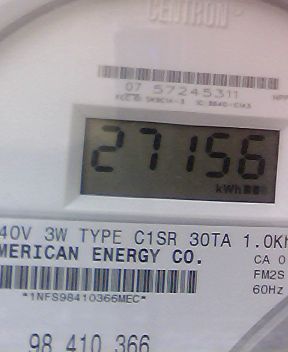 CENTRON®
07 57245311
27156
kWh
40V 3W TYPE C1SR 30TA 1.0Kh
MERICAN ENERGY CO.
CA 0
FM2S
60Hz
*1NFS98410366MEC*
98 410 366